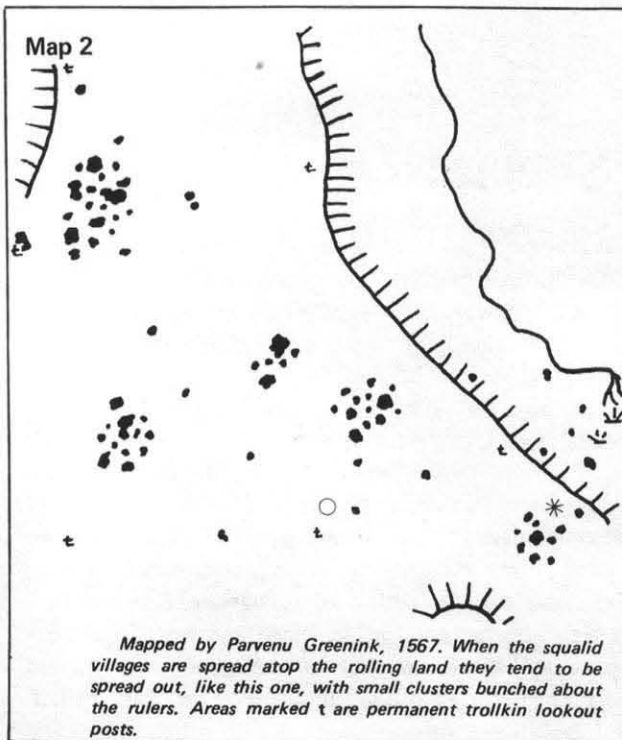 Map 2
t
t
t
t
t
t
Mapped by Parvenu Greenink, 1567. When the squalid
villages are spread atop the rolling land they tend to be
spread out, like this one, with small clusters bunched about
the rulers. Areas marked t are permanent trollkin lookout
posts.